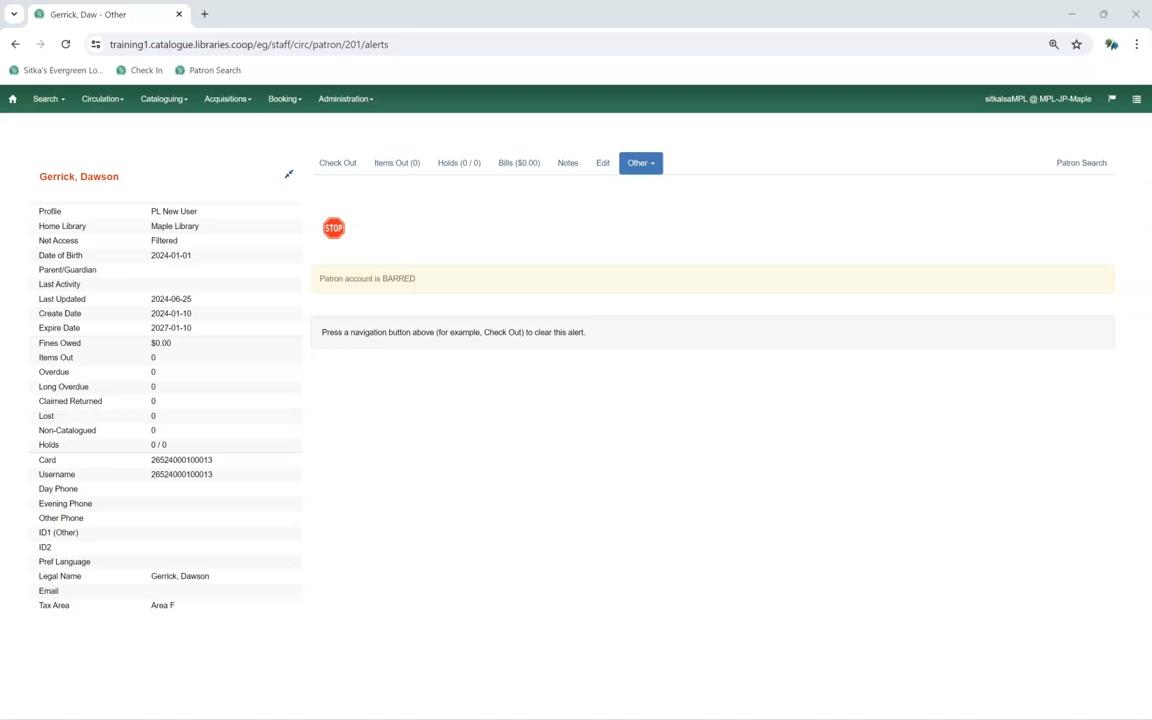 Gerrick, Daw - Other
training1.catalogue.libraries.coop/eg/staff/circ/patron/201/alerts
Sitka's Evergreen Lo... Check In Patron Search
Search Circulation Cataloguing Acquisitions Booking Administration sitkalsaMPL @ MPL-JP-Maple
Gerrick, Dawson
Check Out Items Out (0) Holds (0 / 0) Bills ($0.00) Notes Edit Other Patron Search
Profile PL New User
Home Library Maple Library
Net Access Filtered
Date of Birth 2024-01-01
Parent/Guardian
Last Activity
Last Updated 2024-06-25
Create Date 2024-01-10
Expire Date 2027-01-10
Fines Owed $0.00
Items Out 0
Overdue 0
Long Overdue 0
Claimed Returned 0
Lost 0
Non-Catalogued 0
Holds 0 / 0
Card 26524000100013
Username 26524000100013
Day Phone
Evening Phone
Other Phone
ID1 (Other)
ID2
Pref Language
Legal Name Gerrick, Dawson
Email
Tax Area Area F
STOP
Patron account is BARRED
Press a navigation button above (for example, Check Out) to clear this alert.